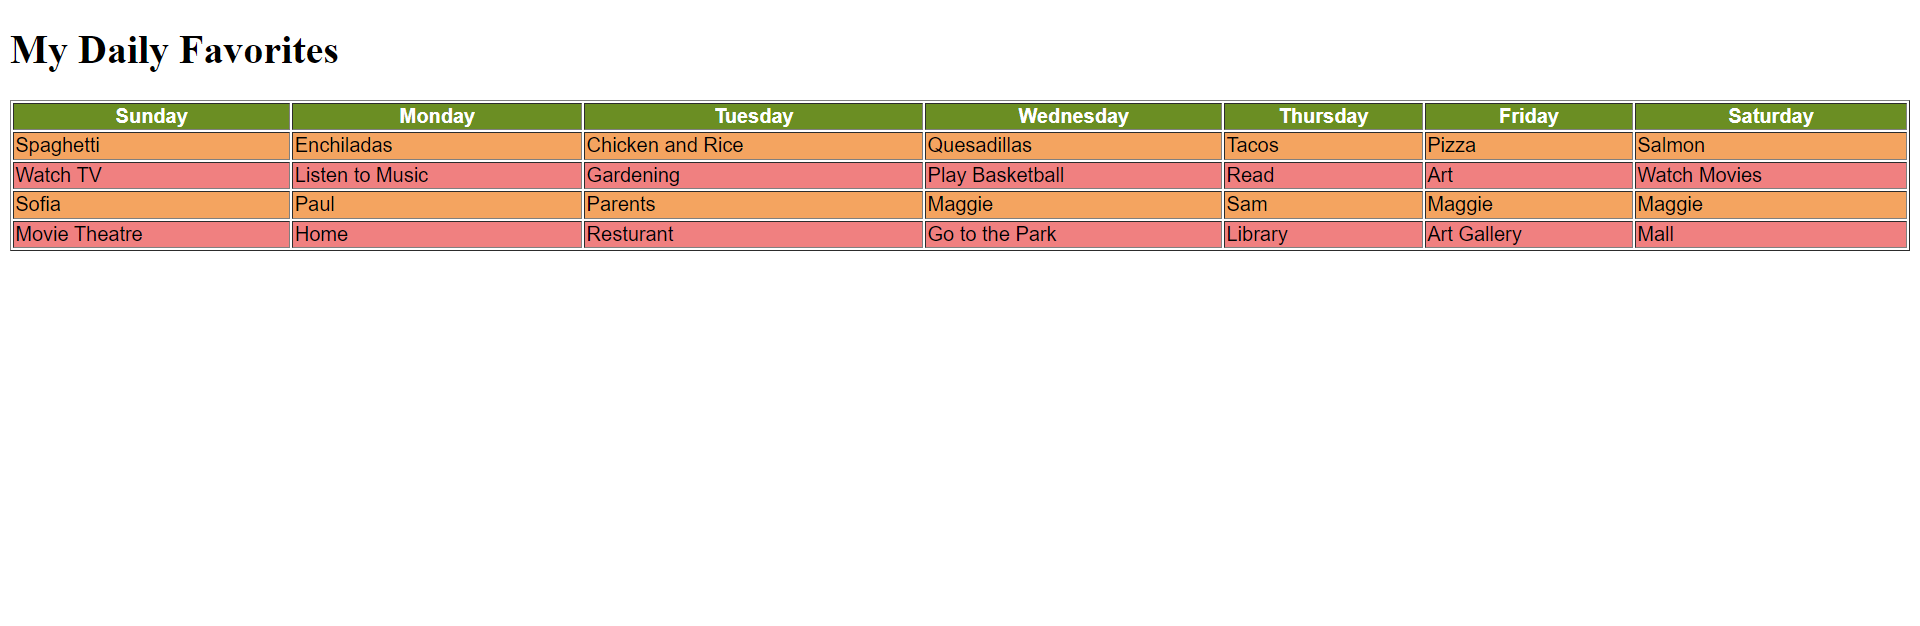 My Daily Favorites
Sunday Monday Tuesday Wednesday Thursday Friday Saturday
Spaghetti Enchiladas Chicken and Rice Quesadillas Tacos Pizza Salmon
Watch TV Listen to Music Gardening Play Basketball Read Art Watch Movies
Sofia Paul Parents Maggie Sam Maggie Maggie
Movie Theatre Home Resturant Go to the Park Library Art Gallery Mall